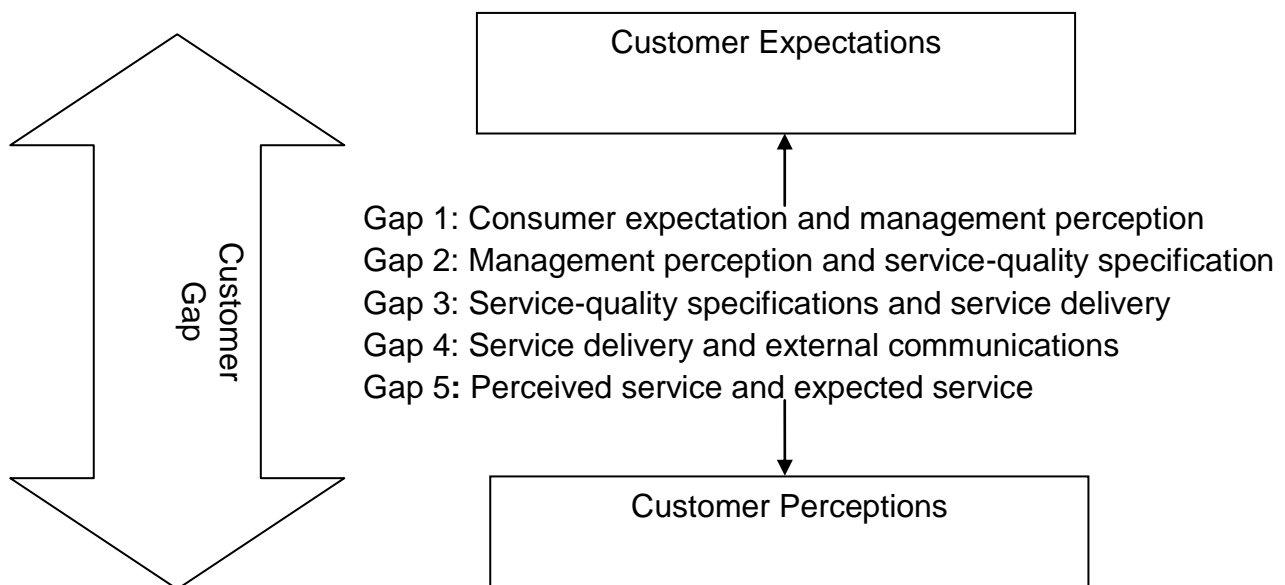 Customer Expectations
Customer
Gap
Gap 1: Consumer expectation and management perception
Gap 2: Management perception and service-quality specification
Gap 3: Service-quality specifications and service delivery
Gap 4: Service delivery and external communications
Gap 5: Perceived service and expected service
Customer Perceptions